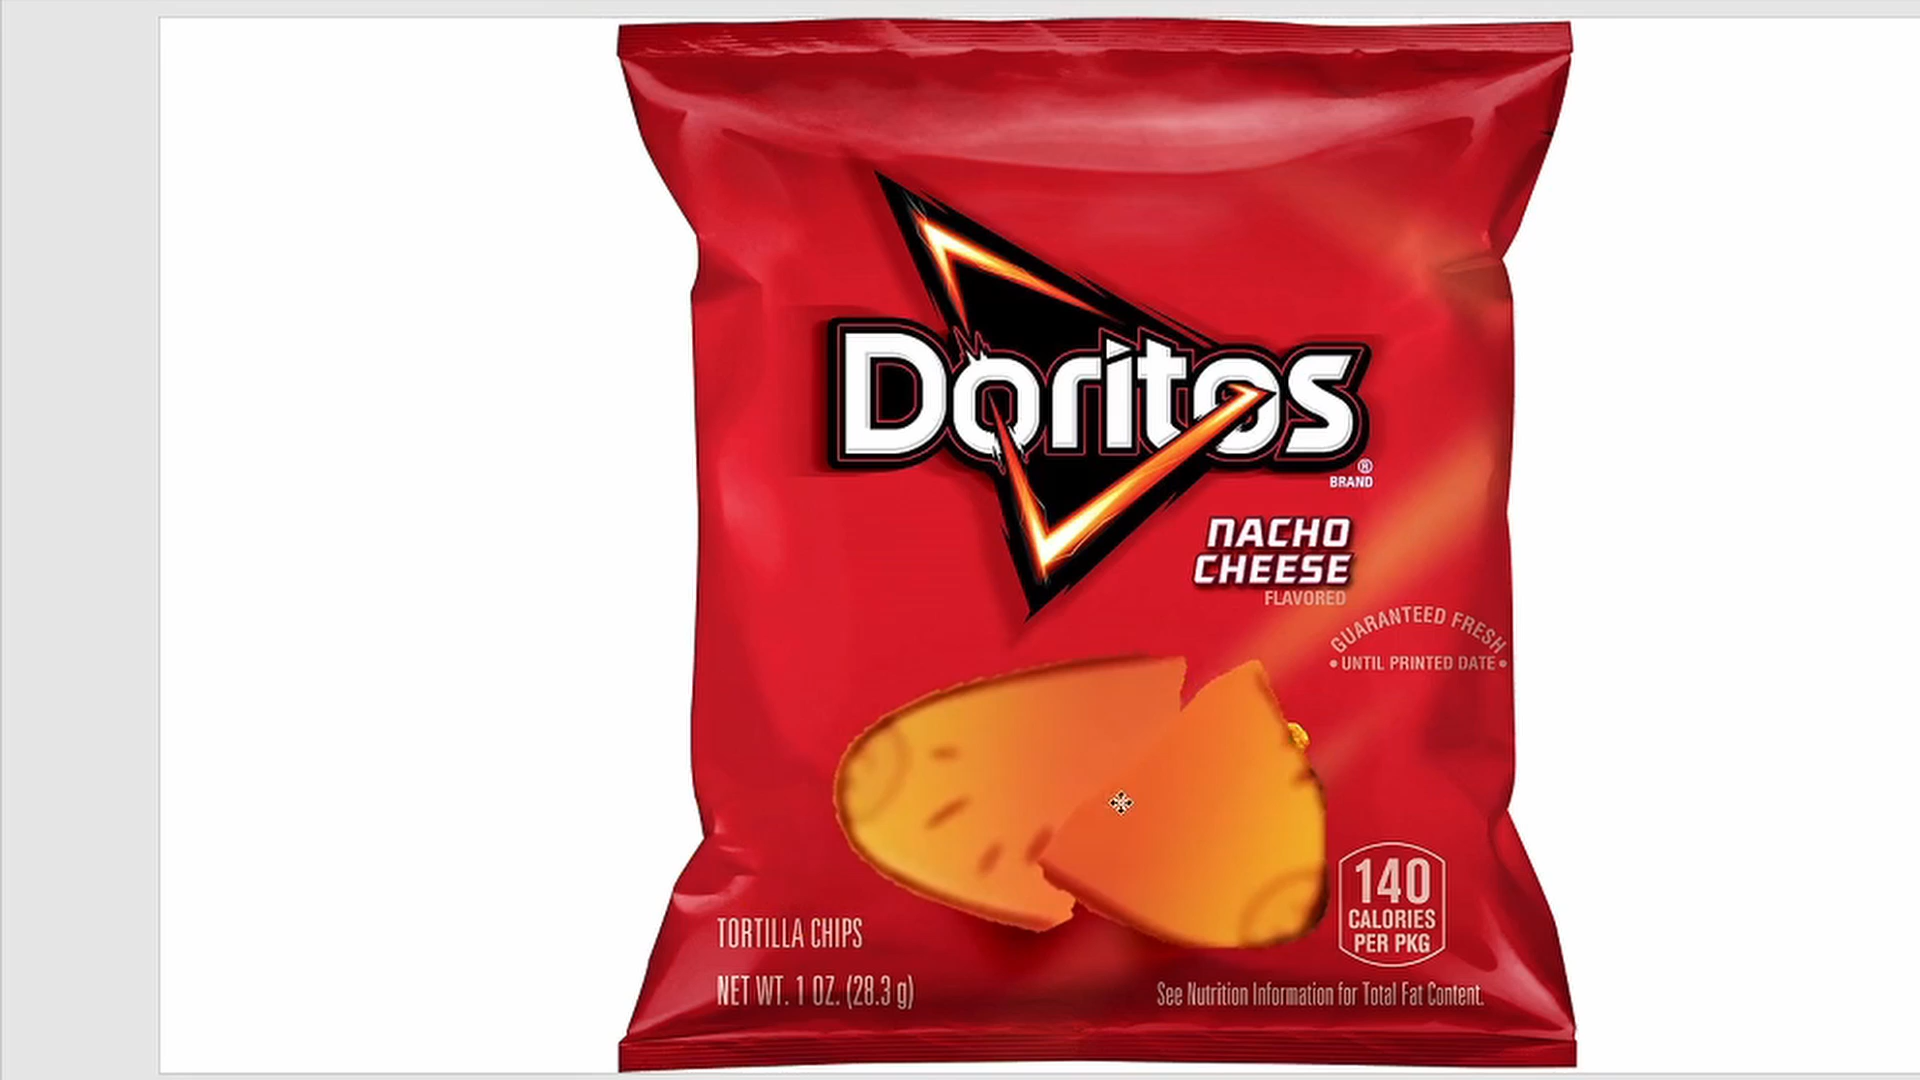 Doritos
® BRAND
NACHO
CHEESE
FLAVORED
GUARANTEED FRESH
• UNTIL PRINTED DATE •
140
CALORIES
PER PKG
TORTILLA CHIPS
NET WT. 1 OZ. (28.3 g)
See Nutrition Information for Total Fat Content.